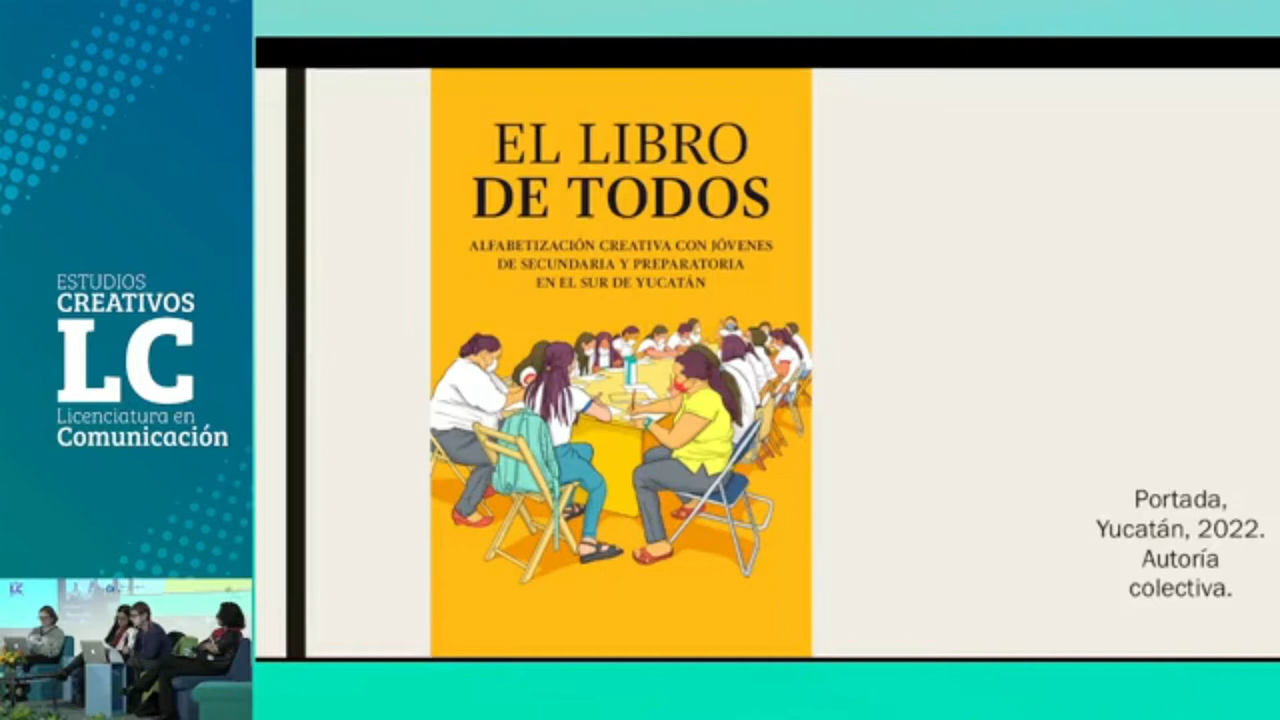 ESTUDIOS
CREATIVOS
LC
Licenciatura en
Comunicación
EL LIBRO
DE TODOS
ALFABETIZACIÓN CREATIVA CON JÓVENES
DE SECUNDARIA Y PREPARATORIA
EN EL SUR DE YUCATÁN
Portada,
Yucatán, 2022.
Autoría
colectiva.
LC